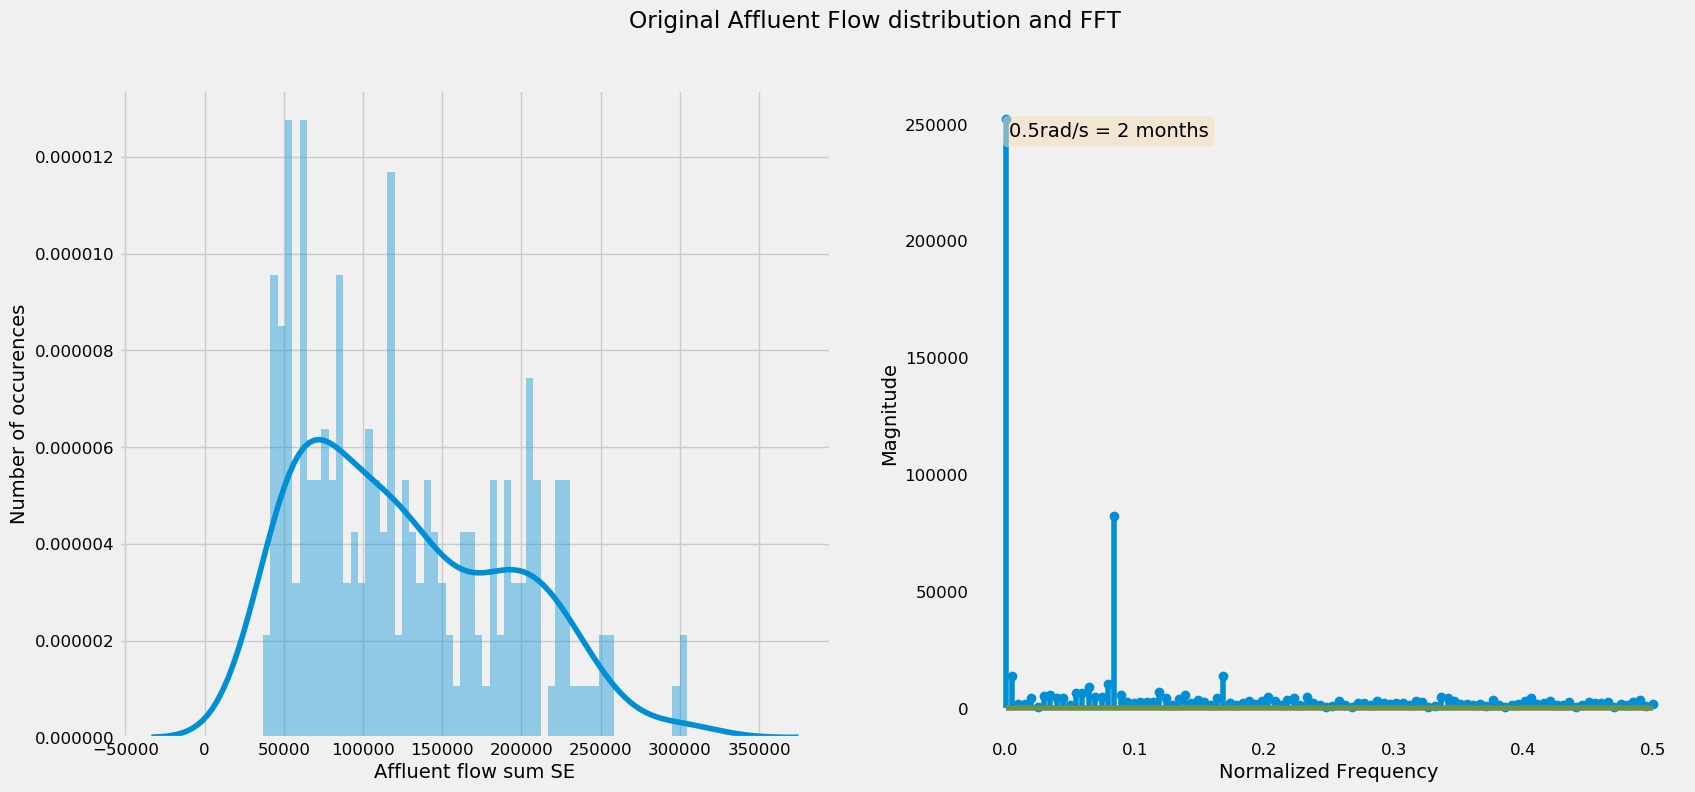 Original Affluent Flow distribution and FFT
0.000012
0.000010
0.000008
0.000006
0.000004
0.000002
0.000000
Number of occurences
−50000 0 50000 100000 150000 200000 250000 300000 350000
Affluent flow sum SE
0.5rad/s = 2 months
250000
200000
150000
100000
50000
0
Magnitude
0.0 0.1 0.2 0.3 0.4 0.5
Normalized Frequency